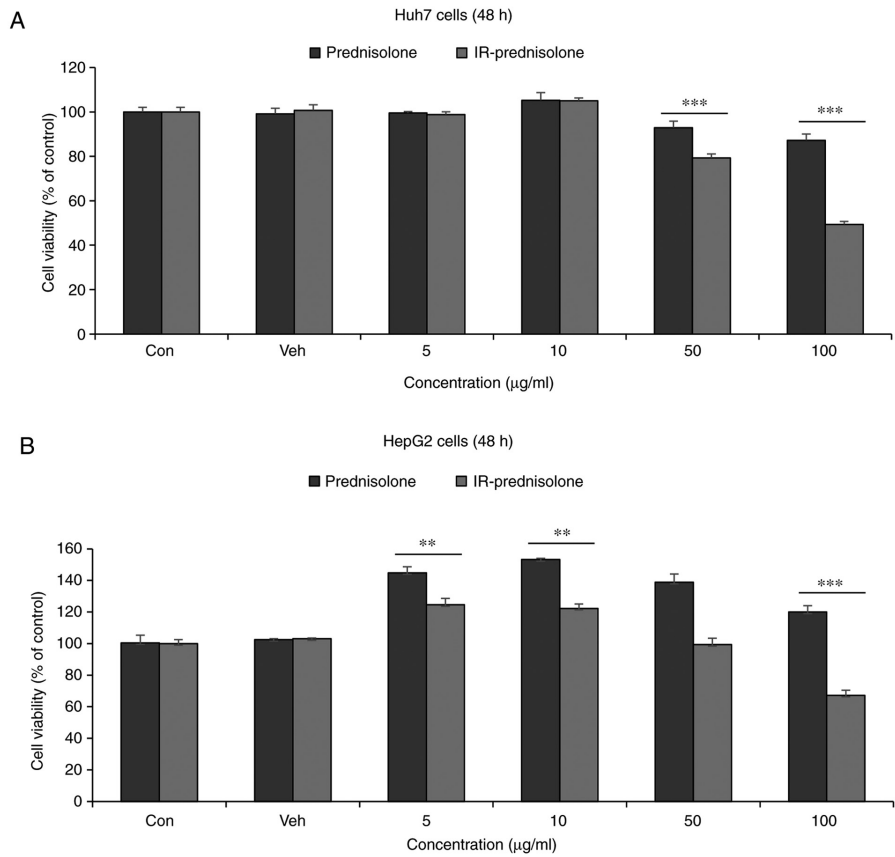 A
Huh7 cells (48 h)
Prednisolone IR-prednisolone
120
100
80
60
40
20
0
Cell viability (% of control)
*** ***
Con Veh 5 10 50 100
Concentration (μg/ml)
B
HepG2 cells (48 h)
Prednisolone IR-prednisolone
160
140
120
100
80
60
40
20
0
Cell viability (% of control)
** ** ***
Con Veh 5 10 50 100
Concentration (μg/ml)